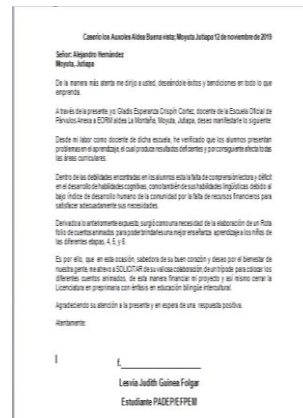 Caserío los Ausoles Aldea Buena vista; Moyuta Jutiapa 12 de noviembre de 2019
Señor: Alejandro Hernández
Moyuta, Jutiapa
De la manera más atenta me dirijo a usted, deseándole éxitos y bendiciones en todo lo que
emprenda.
A través de la presente, yo Gladis Esperanza Crispín Cortez, docente de la Escuela Oficial de
Párvulos Anexa a EORM aldea La Montaña, Moyuta, Jutiapa, deseo manifestarle lo siguiente:
Desde mi labor como docente de dicha escuela, he verificado que los alumnos presentan
problemas en el aprendizaje, el cual produce resultados deficientes y por consiguiente afecta todas
las áreas curriculares.
Dentro de las debilidades encontradas en los alumnos esta la falta de comprensión lectora y déficit
en el desarrollo de habilidades cognitivas, como también de sus habilidades lingüísticas debido al
bajo índice de desarrollo humano de la comunidad por la falta de recursos financieros para
satisfacer adecuadamente sus necesidades.
Derivado a lo anteriormente expuesto, surgió como una necesidad de la elaboración de un Rota
folio de cuentos animados, para poder brindarles una mejor enseñanza aprendizaje a los niños de
las diferentes etapas, 4, 5, y 6.
Es por ello, que en esta ocasión, sabedora de su buen corazón y deseo por el bienestar de
nuestra gente, me atrevo a SOLICITAR de su valiosa colaboración, de un trípode para colocar los
diferentes cuentos animados, de esta manera financiar mi proyecto y así mismo cerrar la
Licenciatura en preprimaria con énfasis en educación bilingüe intercultural.
Agradeciendo su atención a la presente y en espera de una respuesta positiva.
Atentamente:
f.
Lesvia Judith Guinea Folgar
Estudiante PADEP/EFPEM